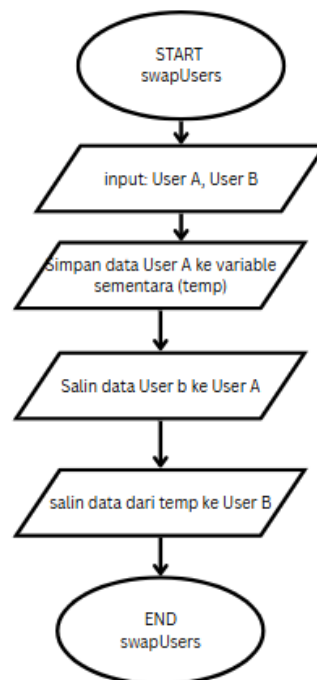 START
swapUsers
input: User A, User B
Simpan data User A ke variable
sementara (temp)
Salin data User b ke User A
salin data dari temp ke User B
END
swapUsers